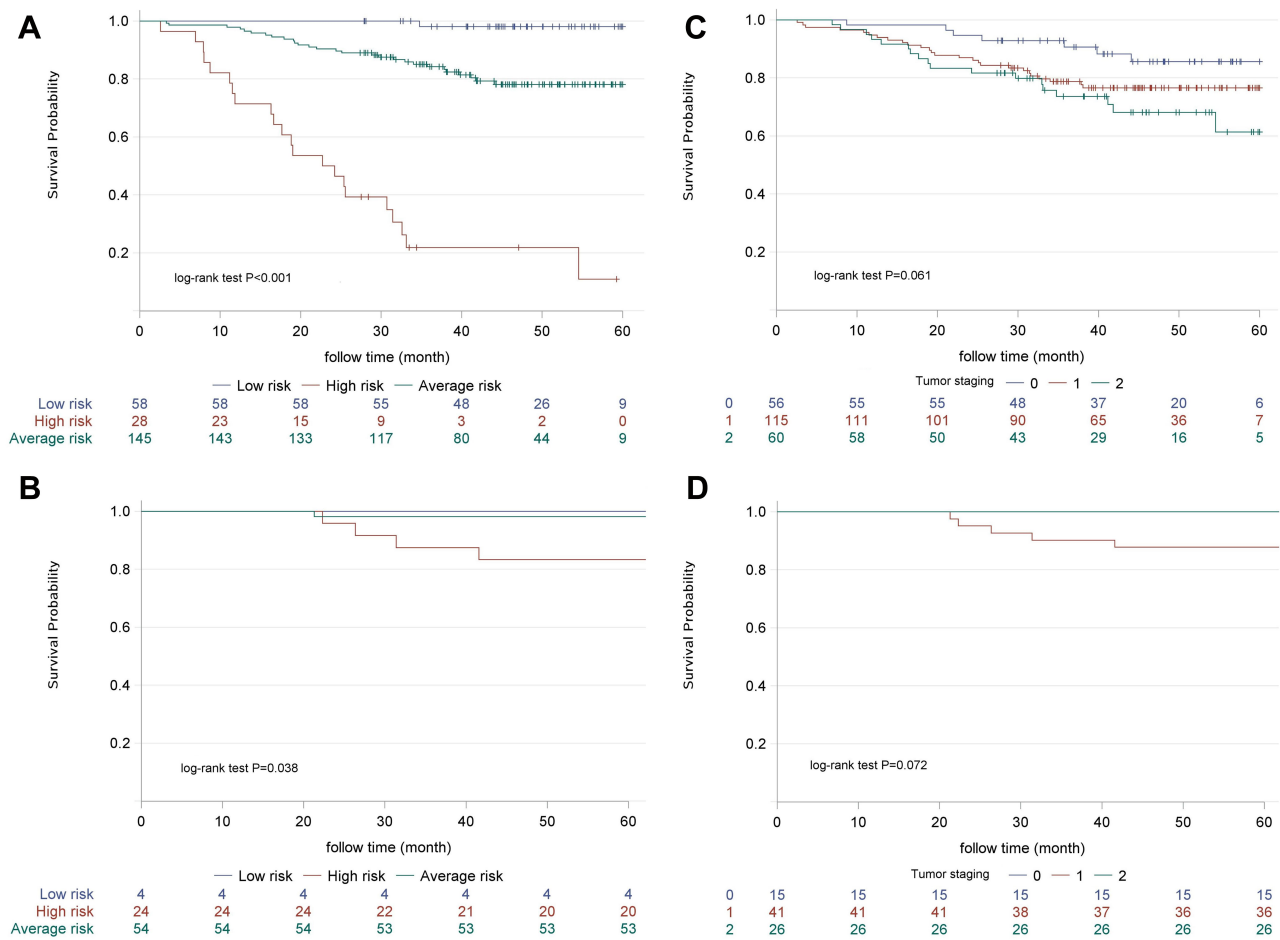 A
1.0
0.8
0.6
0.4
0.2
Survival Probability
log-rank test P<0.001
0 10 20 30 40 50 60
follow time (month)
Low risk High risk Average risk
Low risk 58 58 58 55 48 26 9
High risk 28 23 15 9 3 2 0
Average risk 145 143 133 117 80 44 9
B
1.0
0.8
0.6
0.4
0.2
Survival Probability
log-rank test P=0.038
0 10 20 30 40 50 60
follow time (month)
Low risk High risk Average risk
Low risk 4 4 4 4 4 4 4
High risk 24 24 24 22 21 20 20
Average risk 54 54 54 53 53 53 53
C
1.0
0.8
0.6
0.4
0.2
Survival Probability
log-rank test P=0.061
0 10 20 30 40 50 60
follow time (month)
Tumor staging 0 1 2
0 56 55 55 48 37 20 6
1 115 111 101 90 65 36 7
2 60 58 50 43 29 16 5
D
1.0
0.8
0.6
0.4
0.2
Survival Probability
log-rank test P=0.072
0 10 20 30 40 50 60
follow time (month)
Tumor staging 0 1 2
0 15 15 15 15 15 15 15
1 41 41 41 38 37 36 36
2 26 26 26 26 26 26 26